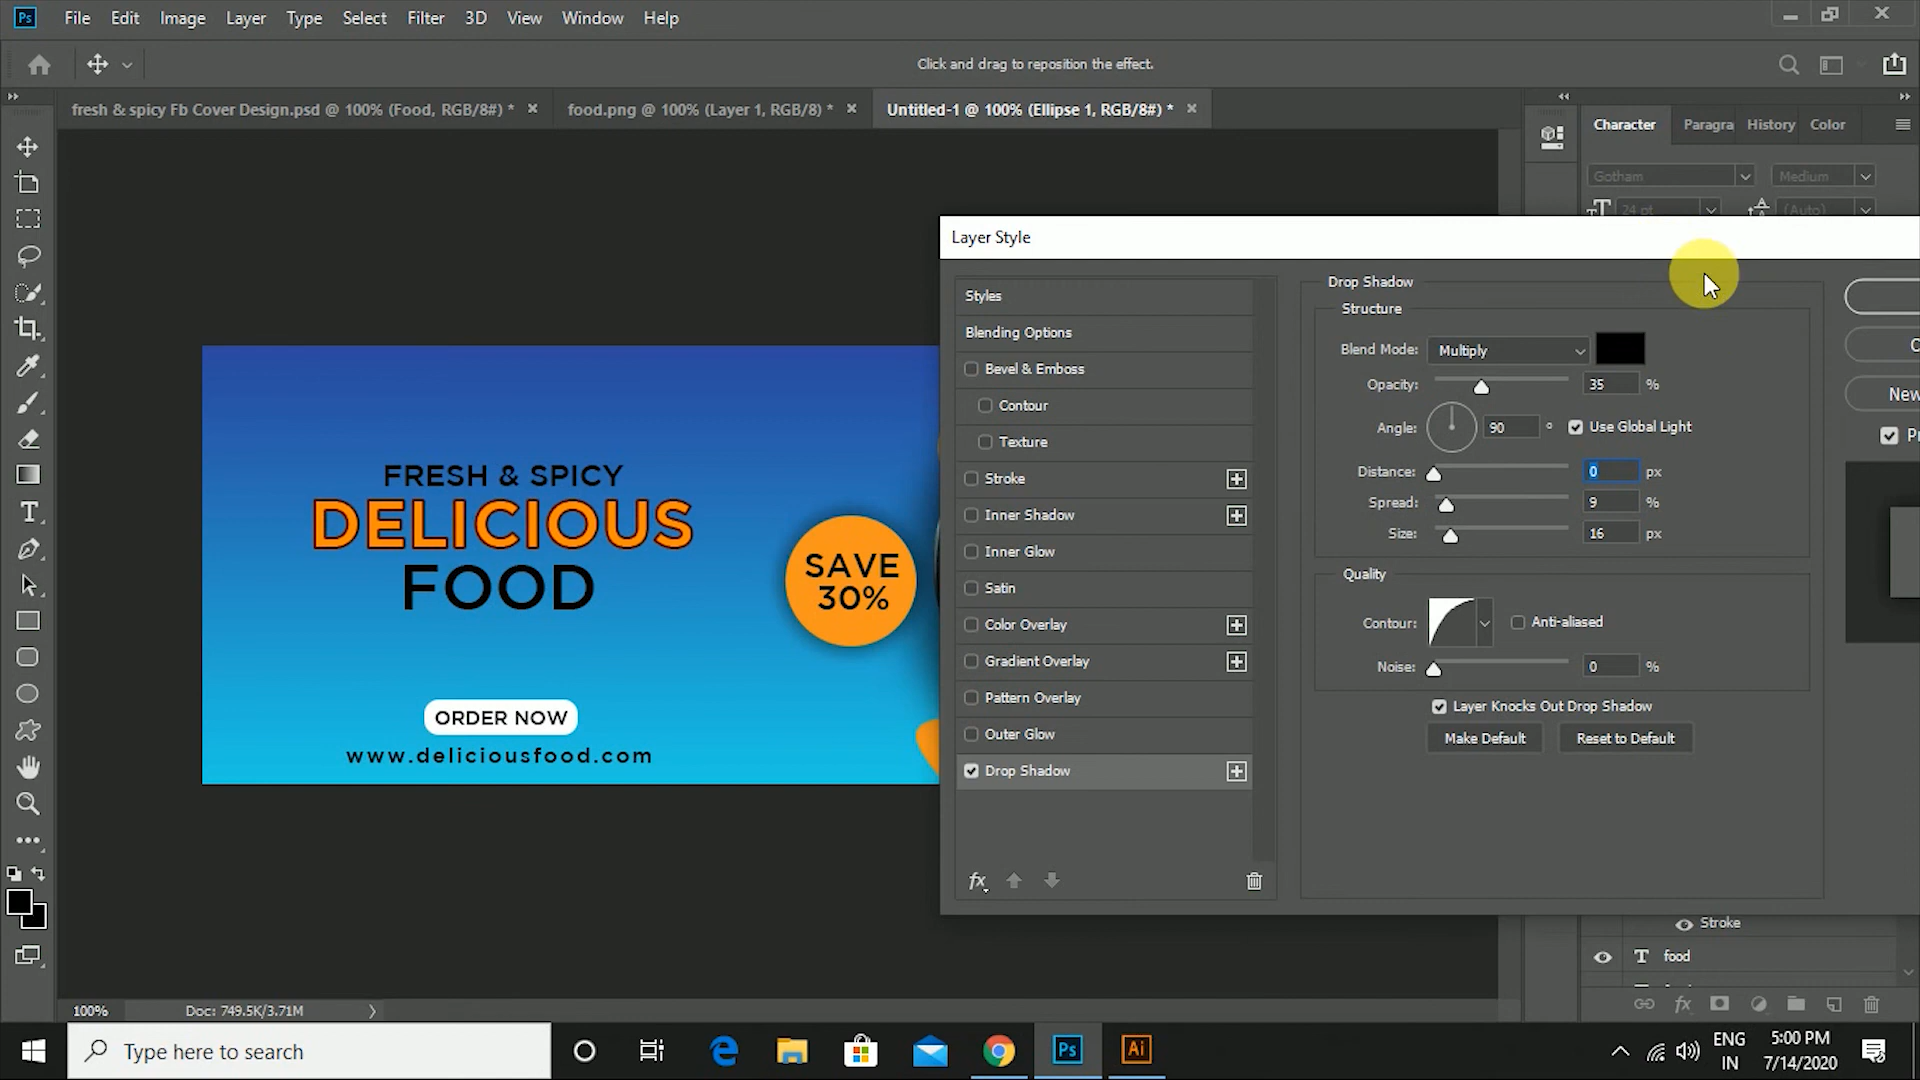 Ps File Edit Image Layer Type Select Filter 3D View Window Help
Click and drag to reposition the effect.
fresh & spicy Fb Cover Design.psd @ 100% (Food, RGB/8#) *
food.png @ 100% (Layer 1, RGB/8) *
Untitled-1 @ 100% (Ellipse 1, RGB/8#) *
Character Paragra History Color
Gotham Medium
24 pt (Auto)
Layer Style
Styles
Blending Options
Bevel & Emboss
Contour
Texture
Stroke
Inner Shadow
Inner Glow
Satin
Color Overlay
Gradient Overlay
Pattern Overlay
Outer Glow
Drop Shadow
fx
Drop Shadow
Structure
Blend Mode: Multiply
Opacity: 35 %
Angle: 90 ° Use Global Light
Distance: 0 px
Spread: 9 %
Size: 16 px
Quality
Contour: Anti-aliased
Noise: 0 %
Layer Knocks Out Drop Shadow
Make Default Reset to Default
C
New
Pr
FRESH & SPICY
DELICIOUS
FOOD
SAVE
30%
ORDER NOW
www.deliciousfood.com
Stroke
T food
fx
100% Doc: 749.5K/3.71M
Type here to search
Ps Ai
ENG
IN
5:00 PM
7/14/2020